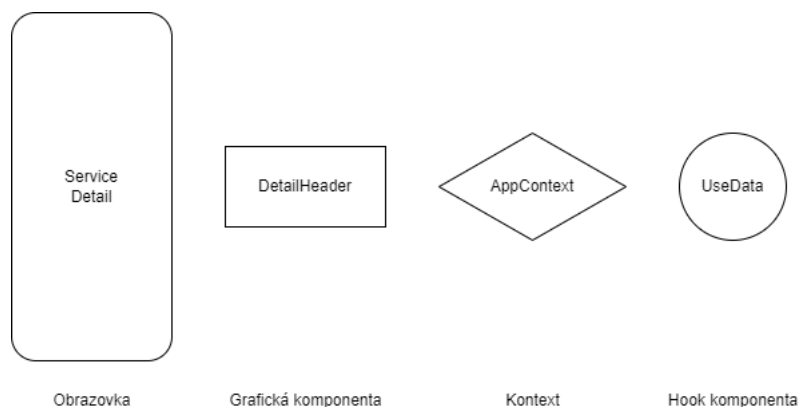 Service
Detail
DetailHeader
AppContext
UseData
Obrazovka
Grafická komponenta
Kontext
Hook komponenta